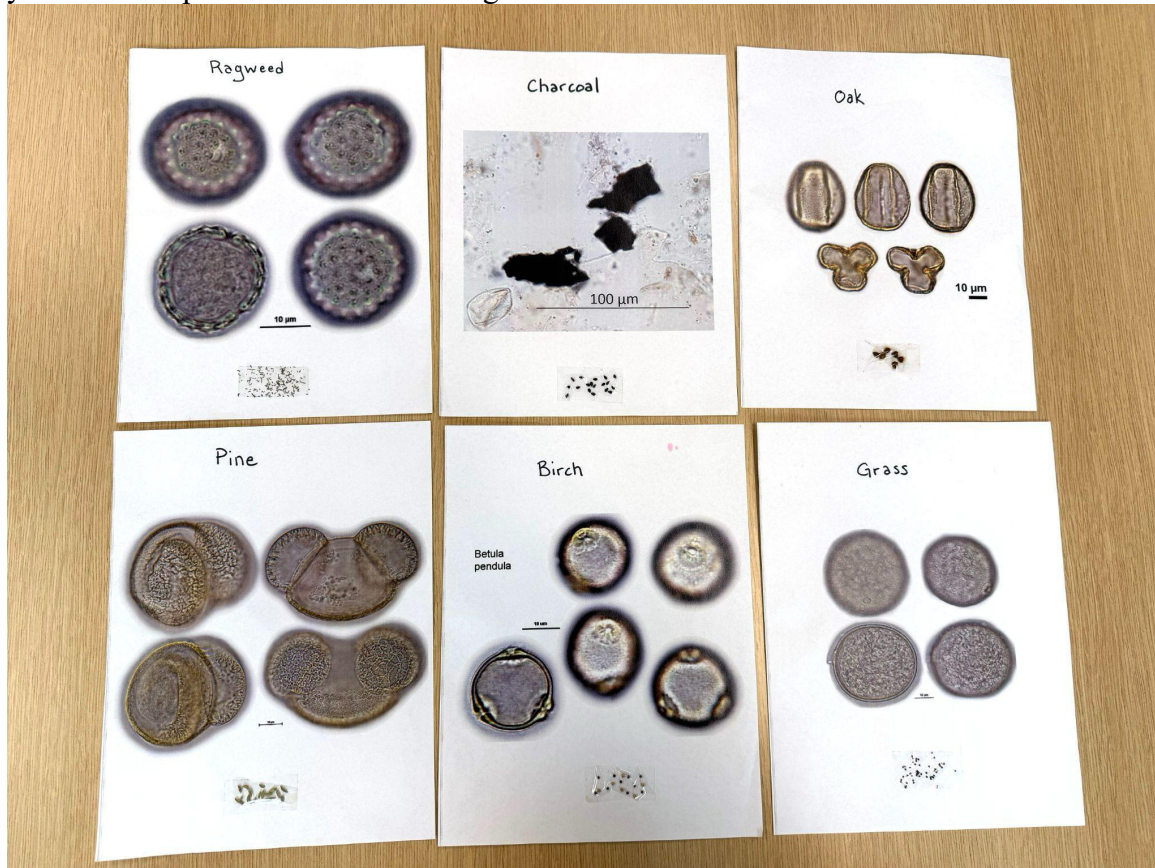 Ragweed
10 µm
Charcoal
100 µm
Oak
10 µm
Pine
Birch
Betula
pendula
Grass